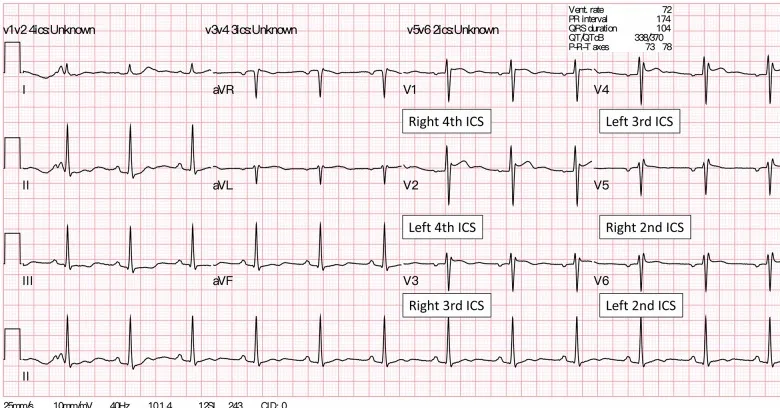 Vent. rate 72
PR interval 174
QRS duration 104
QT/QTcB 338/370
P-R-T axes 73 78
v1v2 4ics:Unknown v3v4 3ics:Unknown v5v6 2ics:Unknown
I aVR V1 V4
Right 4th ICS Left 3rd ICS
II aVL V2 V5
Left 4th ICS Right 2nd ICS
III aVF V3 V6
Right 3rd ICS Left 2nd ICS
II
25mm/s 10mm/mV 40Hz 10.1.4 12SL 243 CID: 0